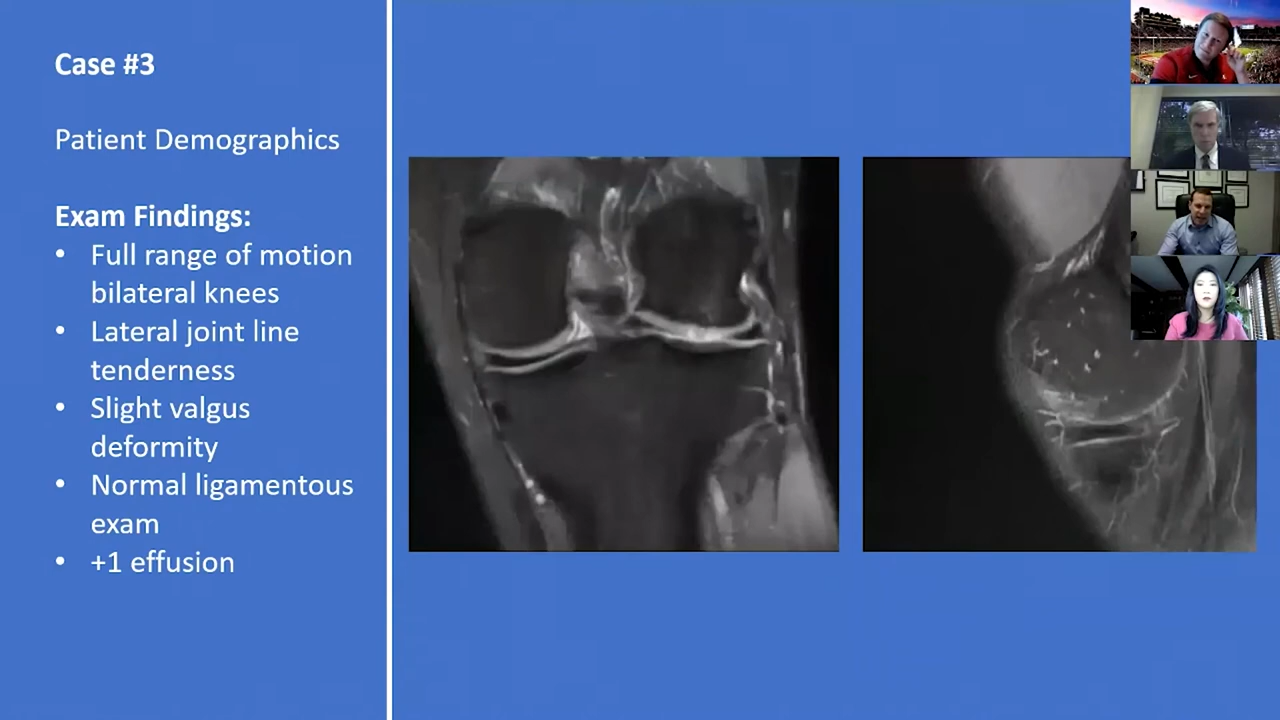 Case #3
Patient Demographics
Exam Findings:
• Full range of motion
bilateral knees
• Lateral joint line
tenderness
• Slight valgus
deformity
• Normal ligamentous
exam
• +1 effusion